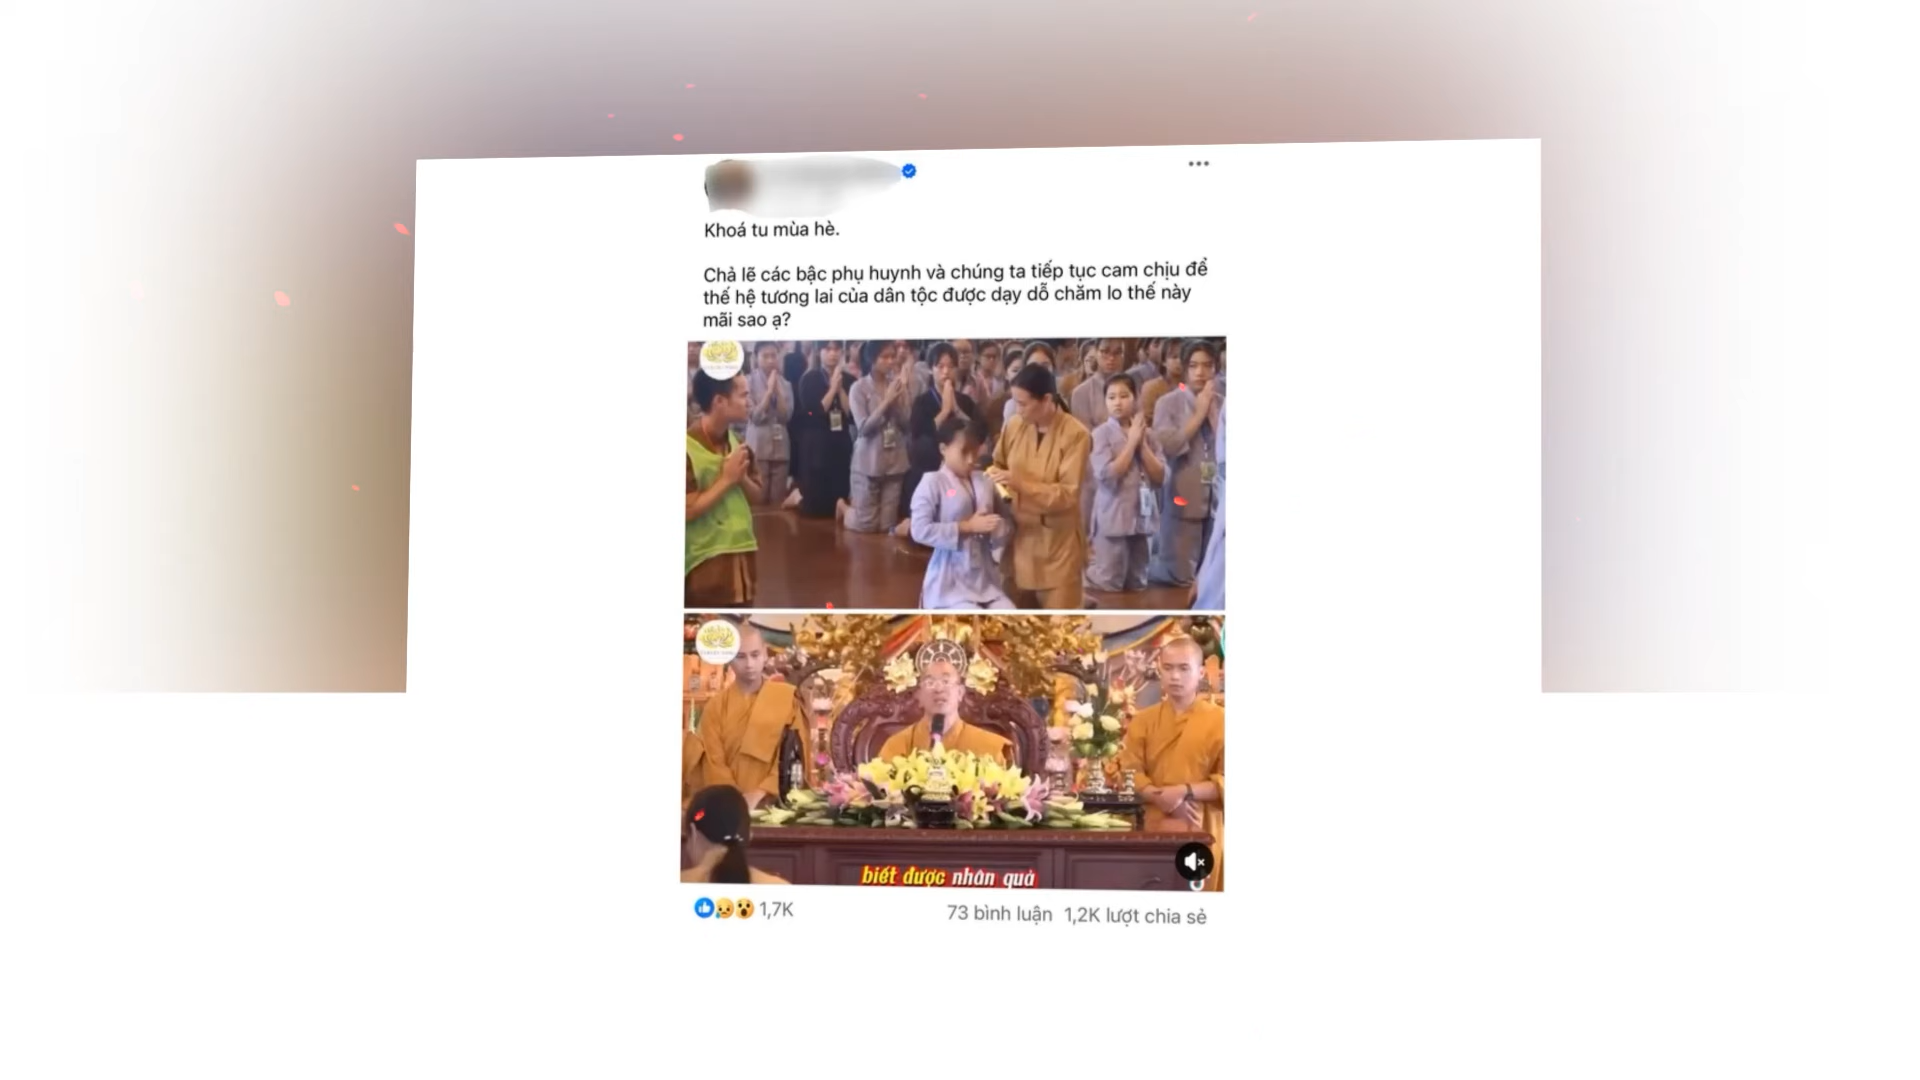 Khoá tu mùa hè.
Chả lẽ các bậc phụ huynh và chúng ta tiếp tục cam chịu để
thế hệ tương lai của dân tộc được dạy dỗ chăm lo thế này
mãi sao ạ?
biết được nhân quả
1,7K
73 bình luận 1,2K lượt chia sẻ